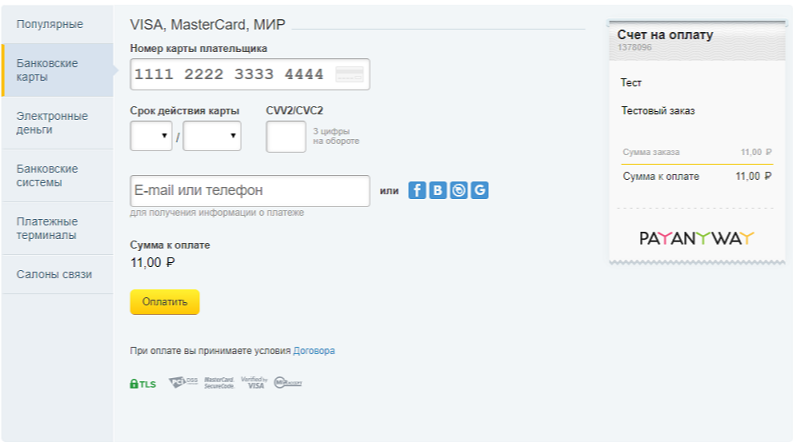 Популярные
Банковские
карты
Электронные
деньги
Банковские
системы
Платежные
терминалы
Салоны связи
VISA, MasterCard, МИР
Номер карты плательщика
1111 2222 3333 4444
Срок действия карты
CVV2/CVC2
/
3 цифры
на обороте
E-mail или телефон
или
f B G
для получения информации о платеже
Сумма к оплате
11,00 ₽
Оплатить
При оплате вы принимаете условия Договора
TLS
PCI DSS
MasterCard.
SecureCode.
Verified by
VISA
Счет на оплату
1378096
Тест
Тестовый заказ
Сумма заказа 11,00 ₽
Сумма к оплате 11,00 ₽
PAYANYWAY